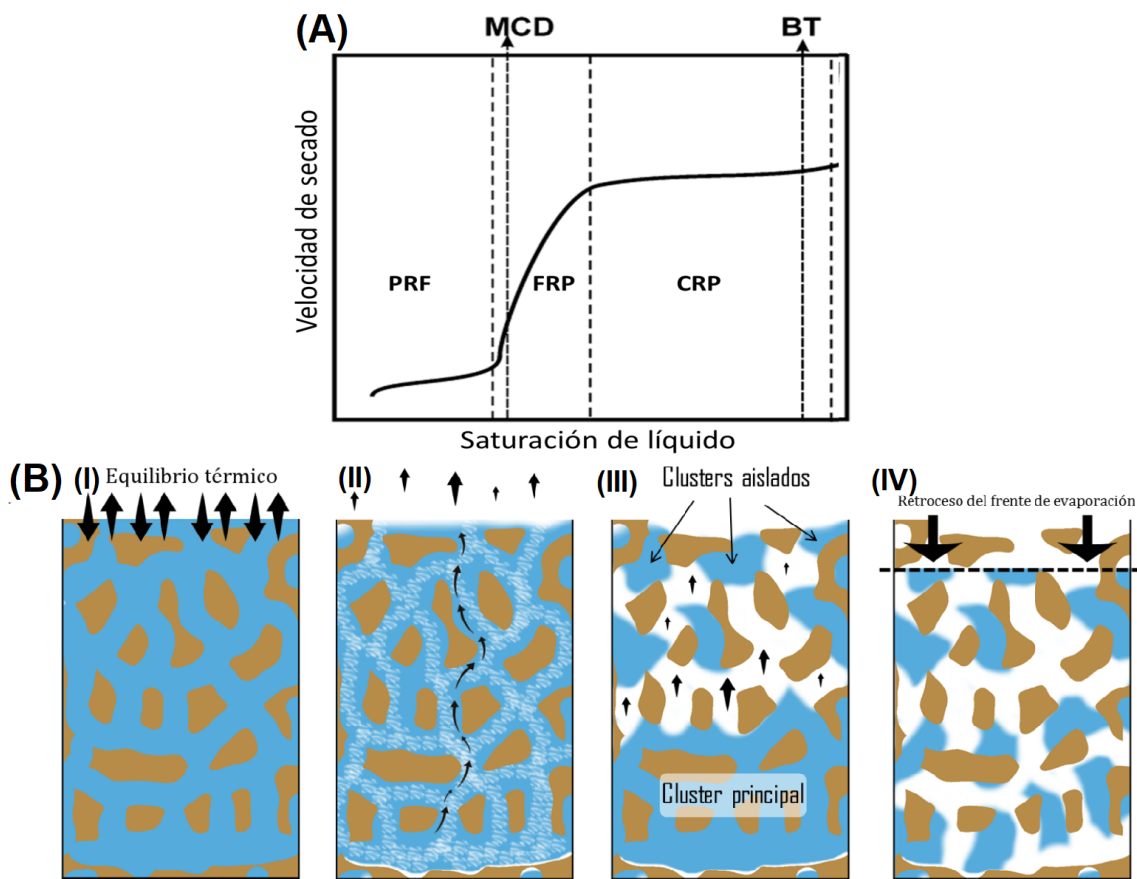 (A)
MCD
BT
Velocidad de secado
PRF
FRP
CRP
Saturación de líquido
(B)
(I)
Equilibrio térmico
(II)
(III)
Clusters aislados
Cluster principal
(IV)
Retroceso del frente de evaporación